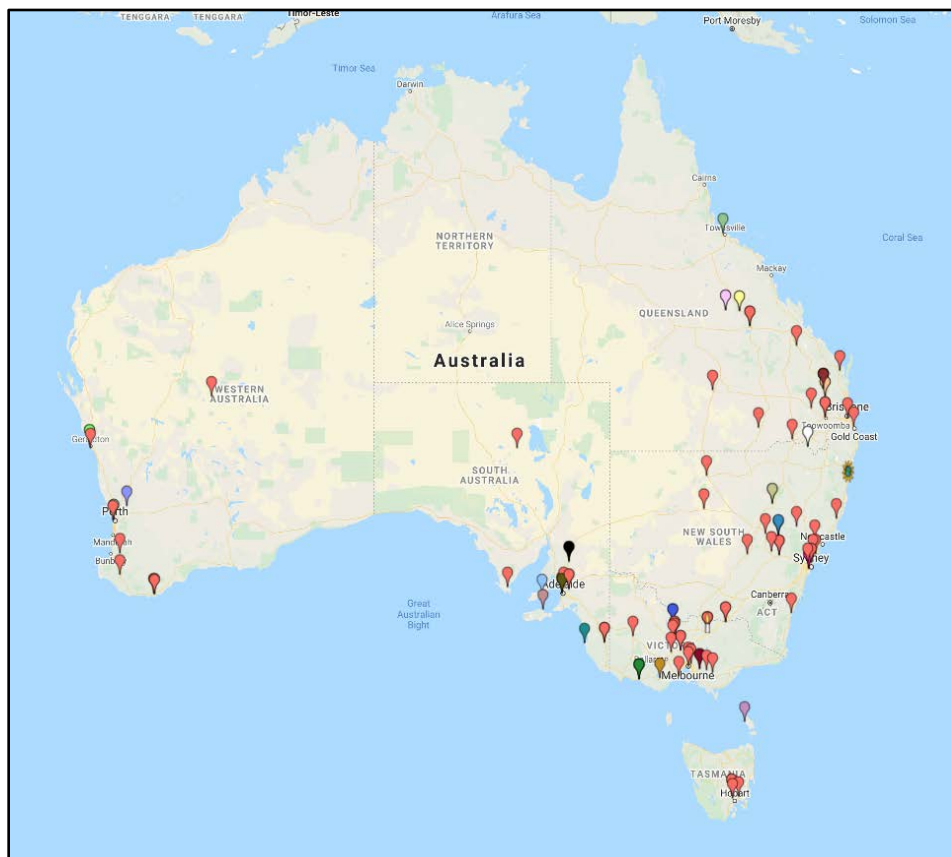 TENGGARA
TENGGARA
Timor-Leste
Arafura Sea
Port Moresby
Solomon Sea
Timor Sea
Darwin
Cairns
Townsville
Coral Sea
NORTHERN
TERRITORY
Mackay
QUEENSLAND
Alice Springs
Australia
WESTERN
AUSTRALIA
Brisbane
Toowoomba
Gold Coast
Geraldton
SOUTH
AUSTRALIA
Perth
NEW SOUTH
WALES
Newcastle
Mandurah
Sydney
Bunbury
Adelaide
Canberra
ACT
Great
Australian
Bight
VICTORIA
Ballarat
Melbourne
TASMANIA
Hobart